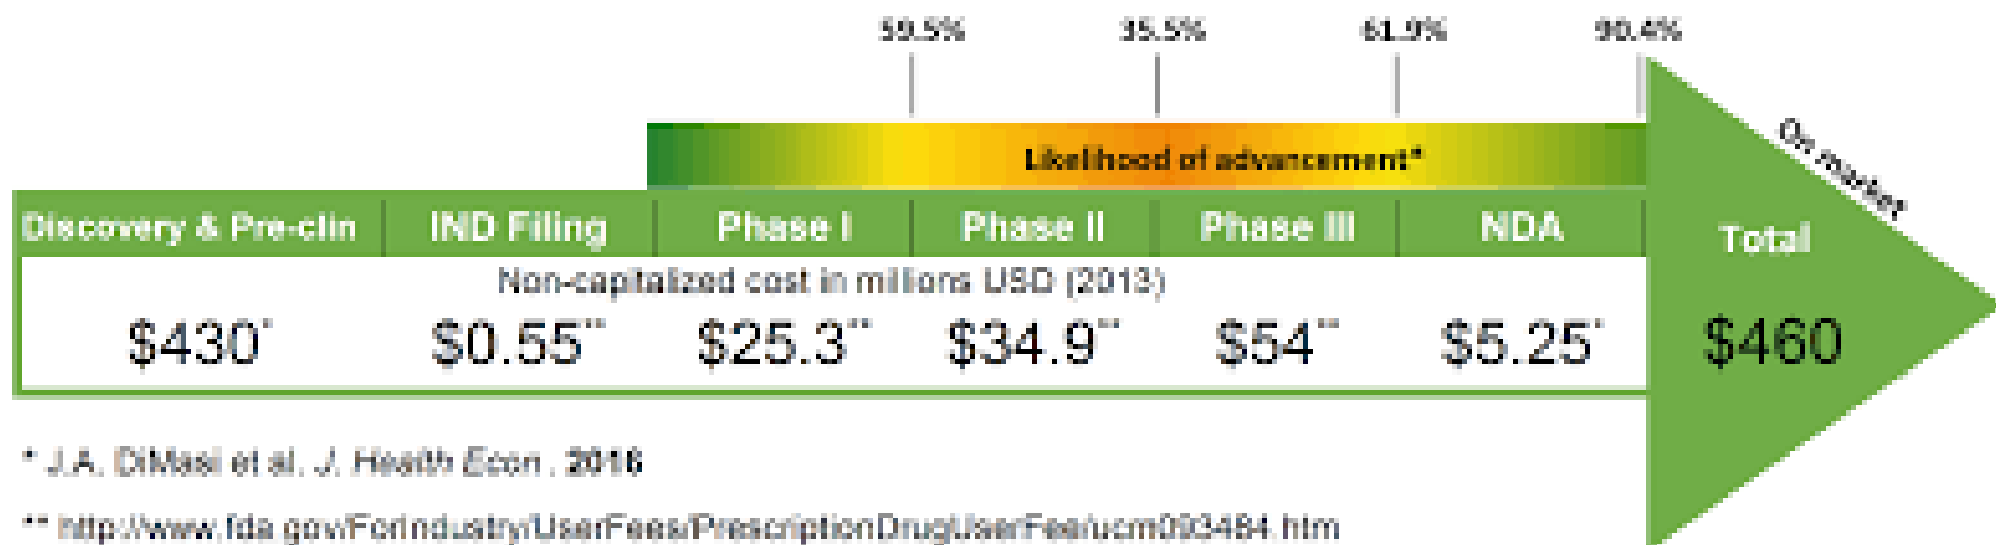 59.5% 35.5% 61.9% 90.4%
Likelihood of advancement*
On market
Discovery & Pre-clin IND Filing Phase I Phase II Phase III NDA Total
Non-capitalized cost in millions USD (2013)
$430* $0.55** $25.3** $34.9** $54** $5.25* $460
* J.A. DiMasi et al. J. Health Econ . 2016
** http://www.fda.gov/ForIndustry/UserFees/PrescriptionDrugUserFee/ucm093484.htm